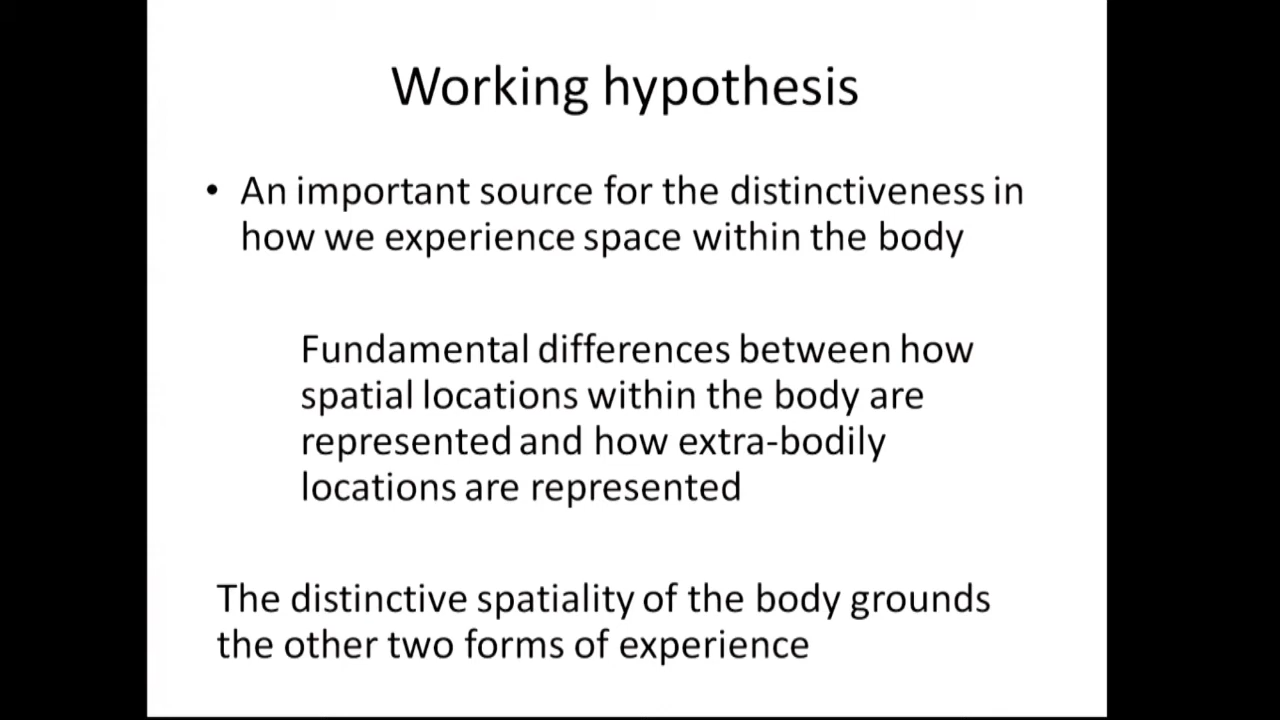 Working hypothesis
• An important source for the distinctiveness in
how we experience space within the body
Fundamental differences between how
spatial locations within the body are
represented and how extra-bodily
locations are represented
The distinctive spatiality of the body grounds
the other two forms of experience